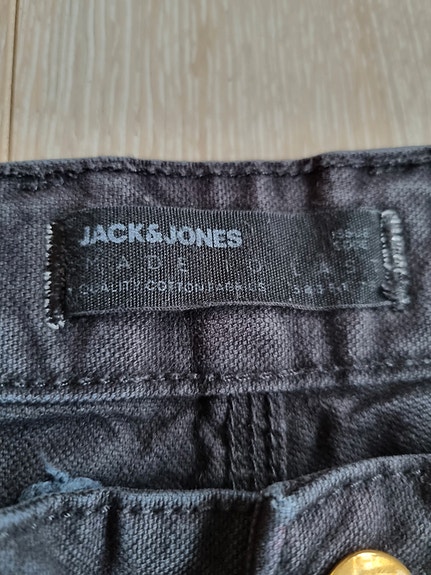 JACK&JONES
MADE TO LAST
QUALITY COTTON FABRICS